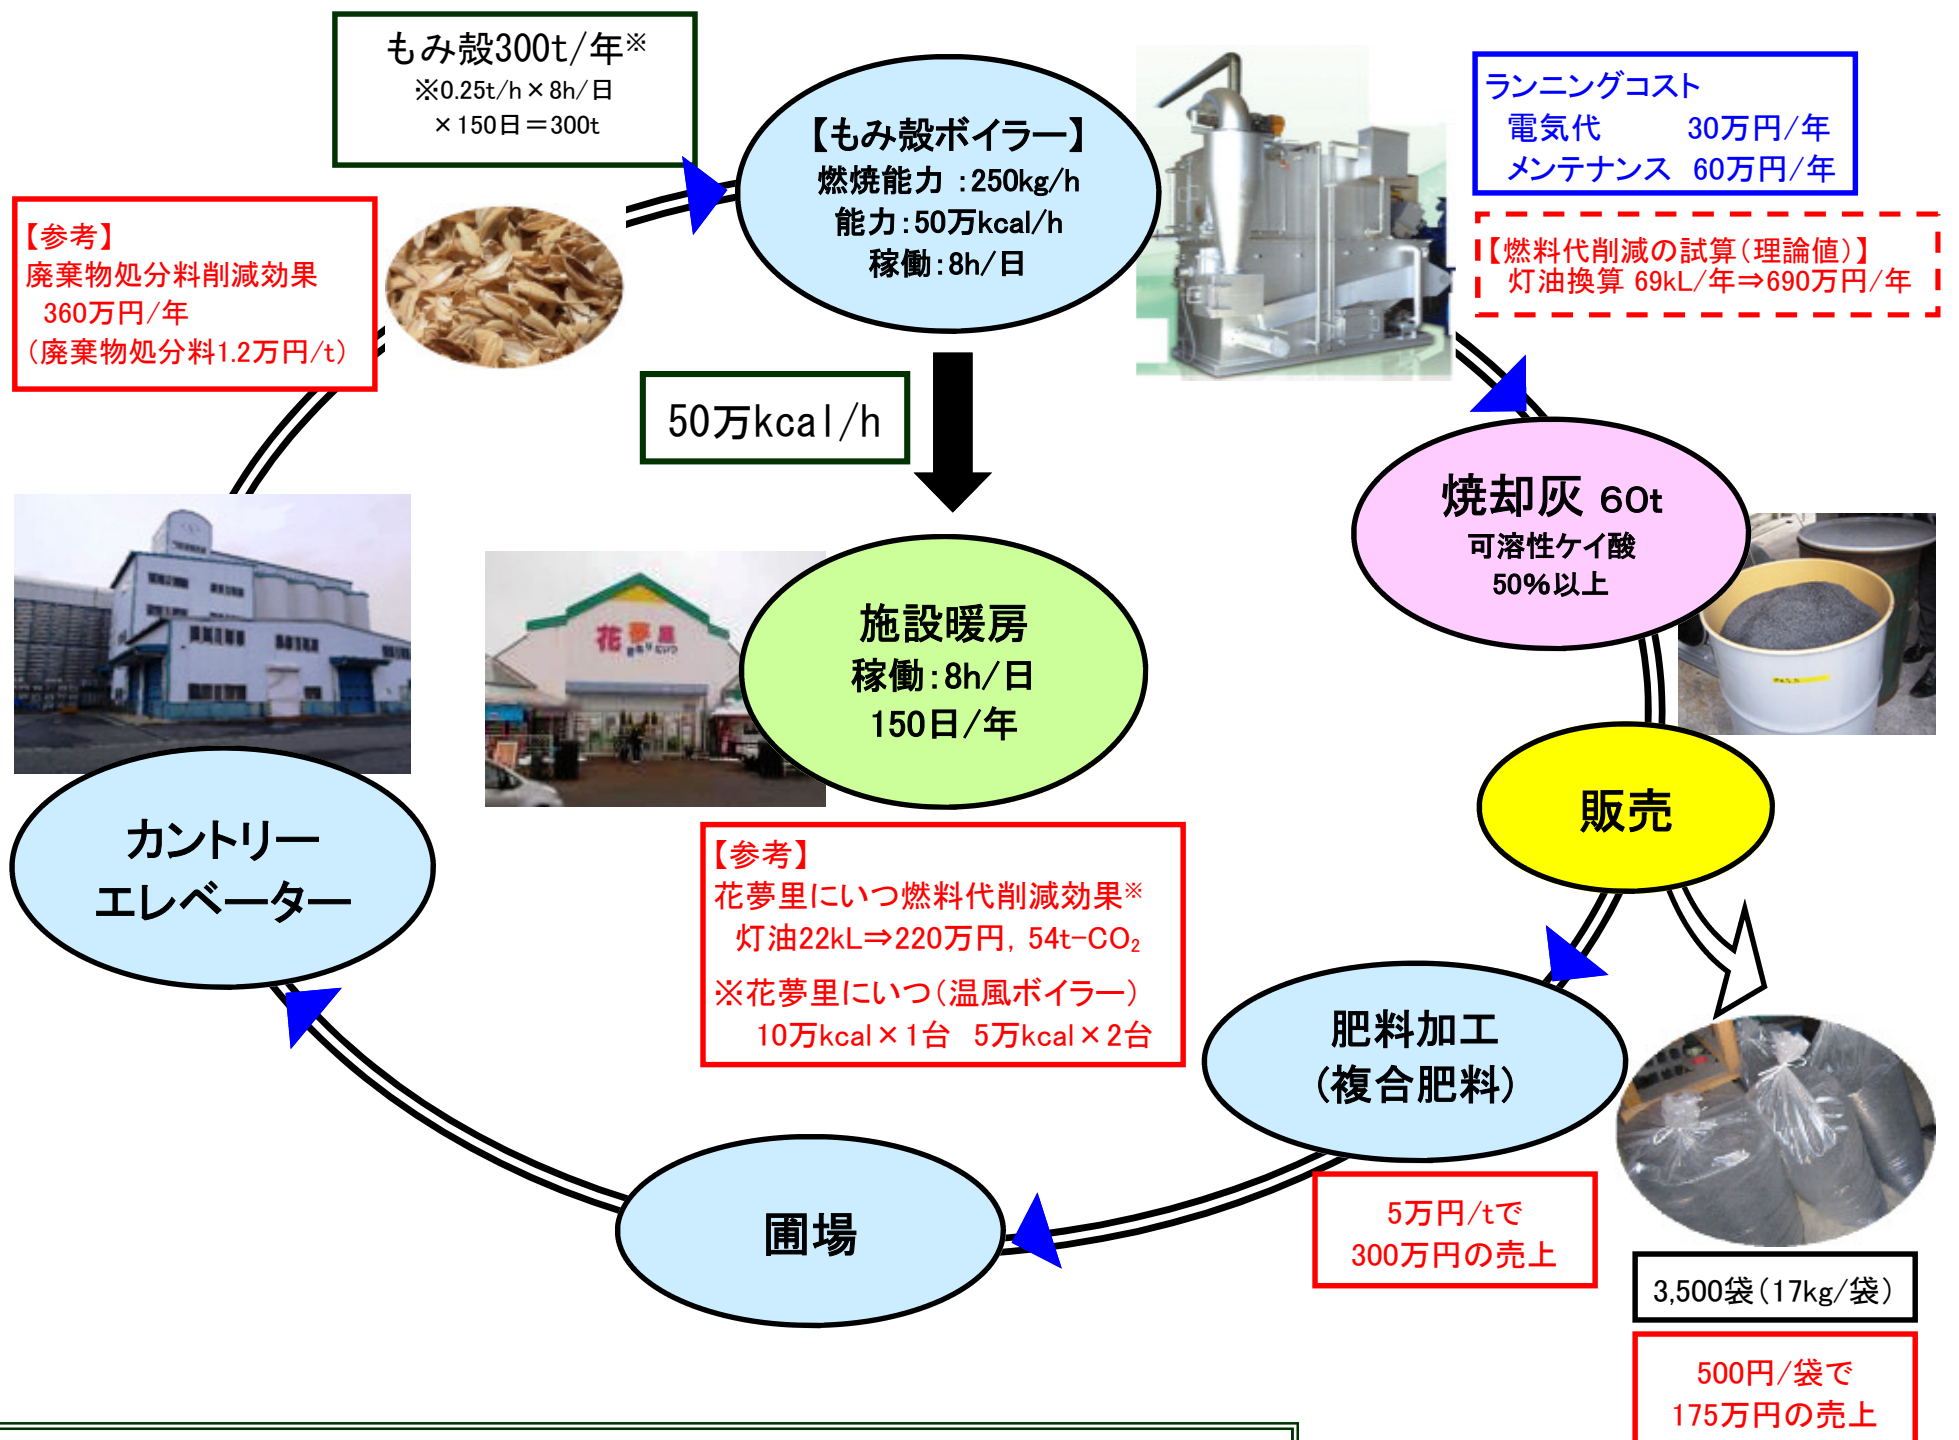 もみ殻300t/年※
※0.25t/h×8h/日
×150日＝300t
【もみ殻ボイラー】
燃焼能力：250kg/h
能力：50万kcal/h
稼働：8h/日
ランニングコスト
電気代 30万円/年
メンテナンス 60万円/年
【燃料代削減の試算（理論値）】
灯油換算 69kL/年⇒690万円/年
【参考】
廃棄物処分料削減効果
360万円/年
（廃棄物処分料1.2万円/t）
50万kcal/h
焼却灰 60t
可溶性ケイ酸
50%以上
花夢里
施設暖房
稼働：8h/日
150日/年
販売
カントリー
エレベーター
【参考】
花夢里にいつ燃料代削減効果※
灯油22kL⇒220万円，54t-CO₂
※花夢里にいつ（温風ボイラー）
10万kcal×1台 5万kcal×2台
肥料加工
（複合肥料）
圃場
5万円/tで
300万円の売上
3,500袋（17kg/袋）
500円/袋で
175万円の売上